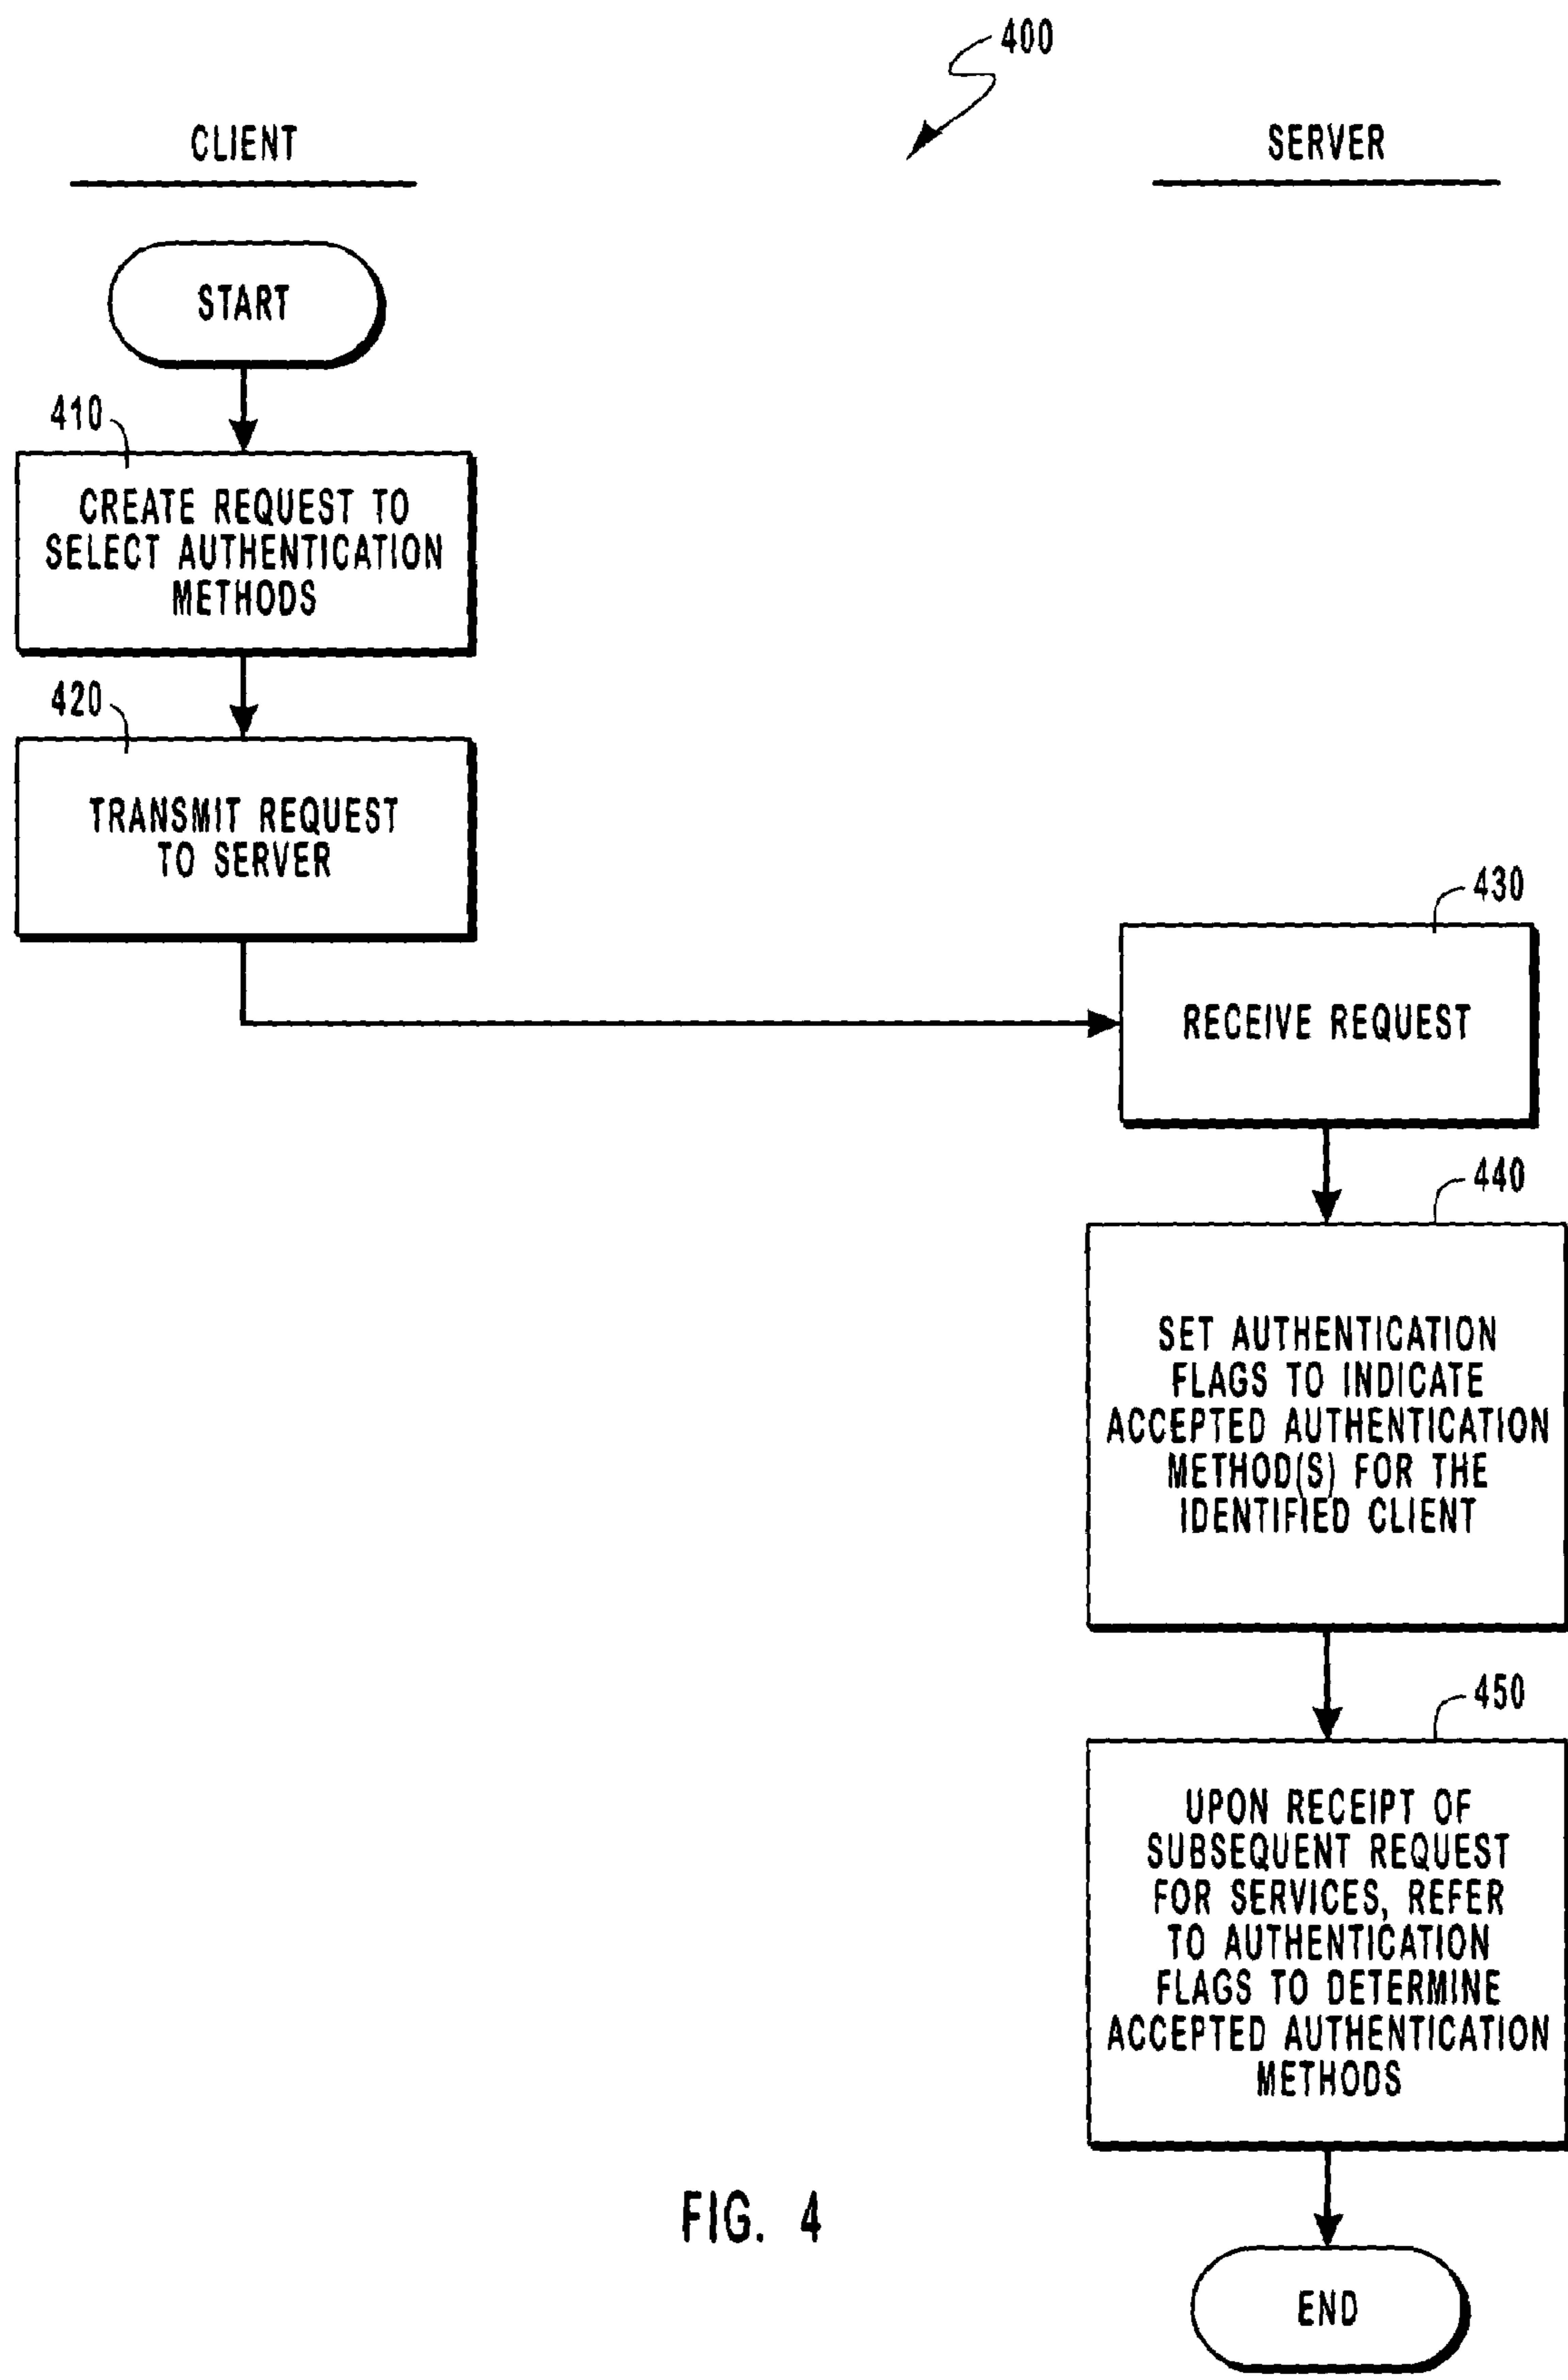 400
CLIENT
SERVER
START
410
CREATE REQUEST TO
SELECT AUTHENTICATION
METHODS
420
TRANSMIT REQUEST
TO SERVER
430
RECEIVE REQUEST
440
SET AUTHENTICATION
FLAGS TO INDICATE
ACCEPTED AUTHENTICATION
METHOD(S) FOR THE
IDENTIFIED CLIENT
450
UPON RECEIPT OF
SUBSEQUENT REQUEST
FOR SERVICES, REFER
TO AUTHENTICATION
FLAGS TO DETERMINE
ACCEPTED AUTHENTICATION
METHODS
END
FIG. 4